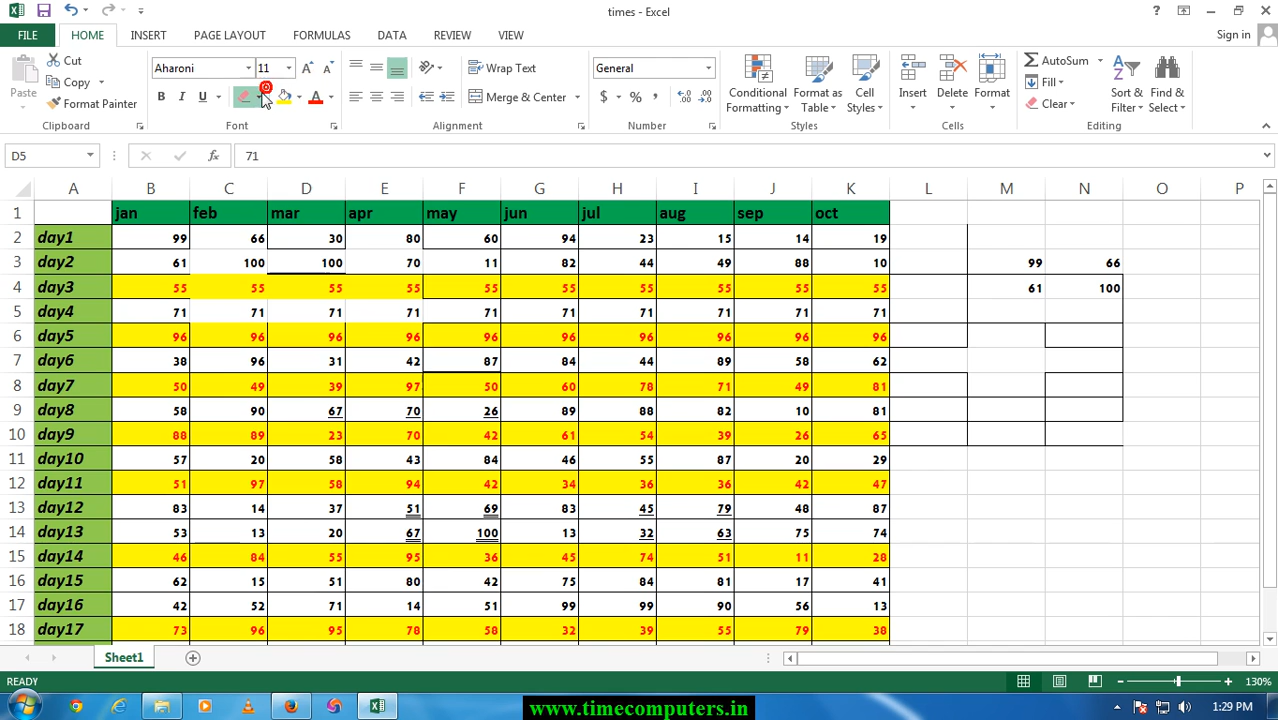 times - Excel
FILE HOME INSERT PAGE LAYOUT FORMULAS DATA REVIEW VIEW Sign in
Paste Cut Copy Format Painter Clipboard
Aharoni 11 B I U A Font
Wrap Text Merge & Center Alignment
General $ % , Number
Conditional Formatting Format as Table Cell Styles Styles
Insert Delete Format Cells
AutoSum Fill Clear Sort & Filter Find & Select Editing
D5 fx 71
A B C D E F G H I J K L M N O P
1 jan feb mar apr may jun jul aug sep oct
2 day1 99 66 30 80 60 94 23 15 14 19
3 day2 61 100 100 70 11 82 44 49 88 10 99 66
4 day3 55 55 55 55 55 55 55 55 55 55 61 100
5 day4 71 71 71 71 71 71 71 71 71 71
6 day5 96 96 96 96 96 96 96 96 96 96
7 day6 38 96 31 42 87 84 44 89 58 62
8 day7 50 49 39 97 50 60 78 71 49 81
9 day8 58 90 67 70 26 89 88 82 10 81
10 day9 88 89 23 70 42 61 54 39 26 65
11 day10 57 20 58 43 84 46 55 87 20 29
12 day11 51 97 58 94 42 34 36 36 42 47
13 day12 83 14 37 51 69 83 45 79 48 87
14 day13 53 13 20 67 100 13 32 63 75 74
15 day14 46 84 55 95 36 45 74 51 11 28
16 day15 62 15 51 80 42 75 84 81 17 41
17 day16 42 52 71 14 51 99 99 90 56 13
18 day17 73 96 95 78 58 32 39 55 79 38
Sheet1
READY 130%
www.timecomputers.in
1:29 PM